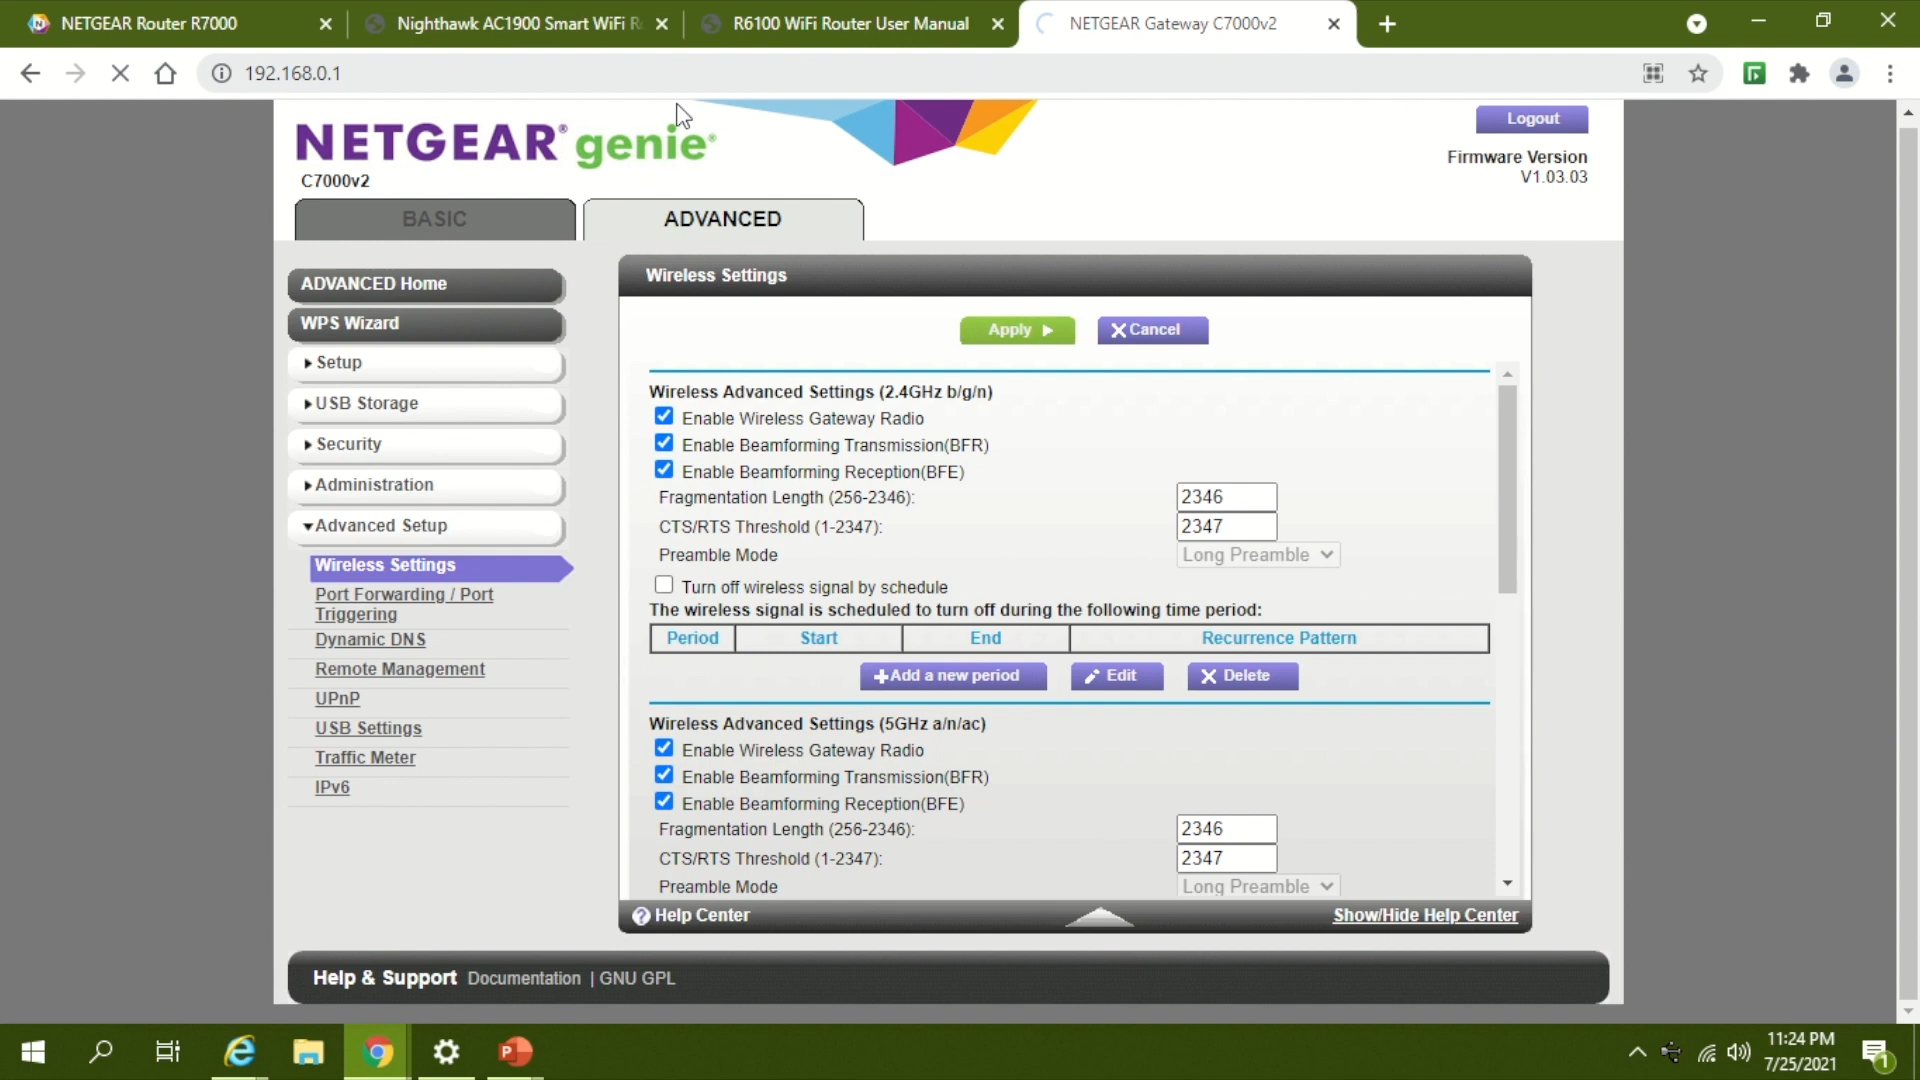 NETGEAR Router R7000
Nighthawk AC1900 Smart WiFi R
R6100 WiFi Router User Manual
NETGEAR Gateway C7000v2
192.168.0.1
NETGEAR® genie®
C7000v2
Logout
Firmware Version
V1.03.03
BASIC
ADVANCED
ADVANCED Home
WPS Wizard
Setup
USB Storage
Security
Administration
Advanced Setup
Wireless Settings
Port Forwarding / Port
Triggering
Dynamic DNS
Remote Management
UPnP
USB Settings
Traffic Meter
IPv6
Wireless Settings
Apply
Cancel
Wireless Advanced Settings (2.4GHz b/g/n)
Enable Wireless Gateway Radio
Enable Beamforming Transmission(BFR)
Enable Beamforming Reception(BFE)
Fragmentation Length (256-2346): 2346
CTS/RTS Threshold (1-2347): 2347
Preamble Mode Long Preamble
Turn off wireless signal by schedule
The wireless signal is scheduled to turn off during the following time period:
Period Start End Recurrence Pattern
Add a new period Edit Delete
Wireless Advanced Settings (5GHz a/n/ac)
Enable Wireless Gateway Radio
Enable Beamforming Transmission(BFR)
Enable Beamforming Reception(BFE)
Fragmentation Length (256-2346): 2346
CTS/RTS Threshold (1-2347): 2347
Preamble Mode Long Preamble
Help Center Show/Hide Help Center
Help & Support Documentation | GNU GPL
11:24 PM
7/25/2021
1